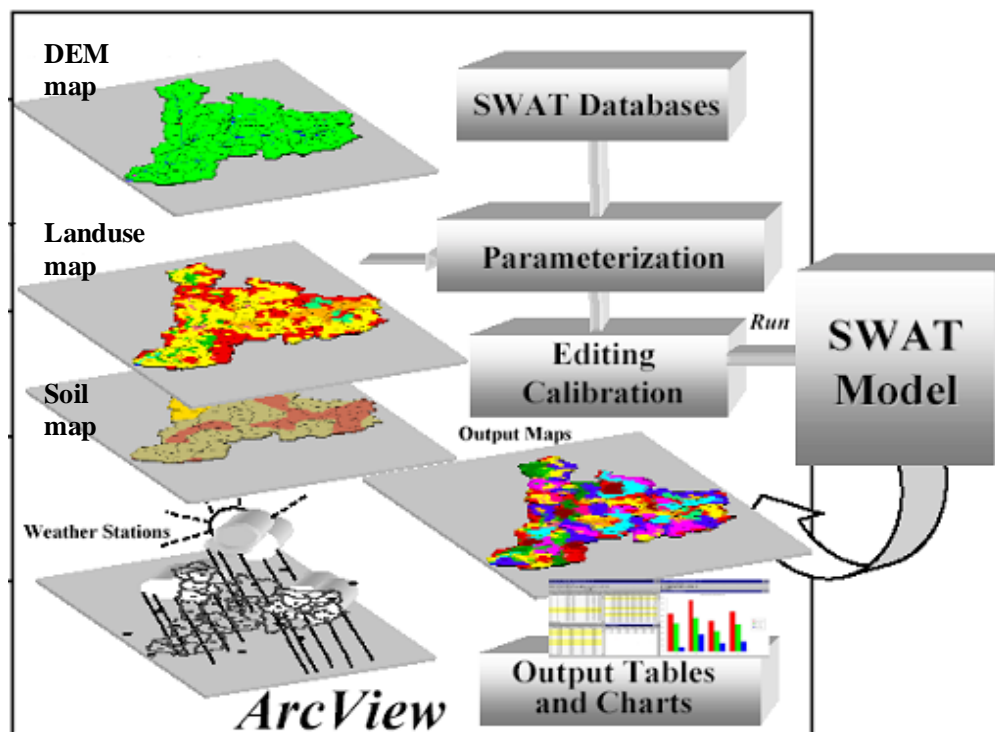 DEM
map
SWAT Databases
Landuse
map
Parameterization
Run
SWAT
Model
Editing
Calibration
Soil
map
Output Maps
Weather Stations
Output Tables
and Charts
ArcView